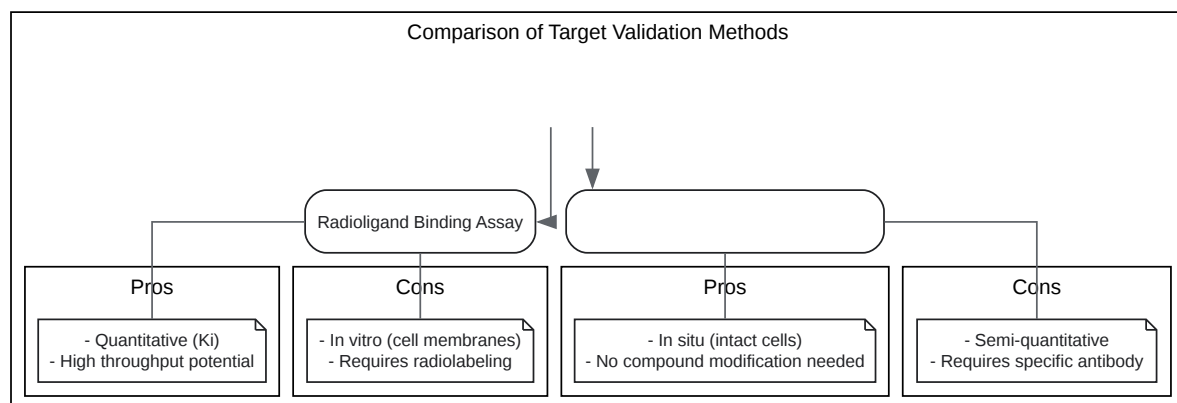 Comparison of Target Validation Methods
Radioligand Binding Assay
Pros
- Quantitative (Ki)
- High throughput potential
Cons
- In vitro (cell membranes)
- Requires radiolabeling
Pros
- In situ (intact cells)
- No compound modification needed
Cons
- Semi-quantitative
- Requires specific antibody